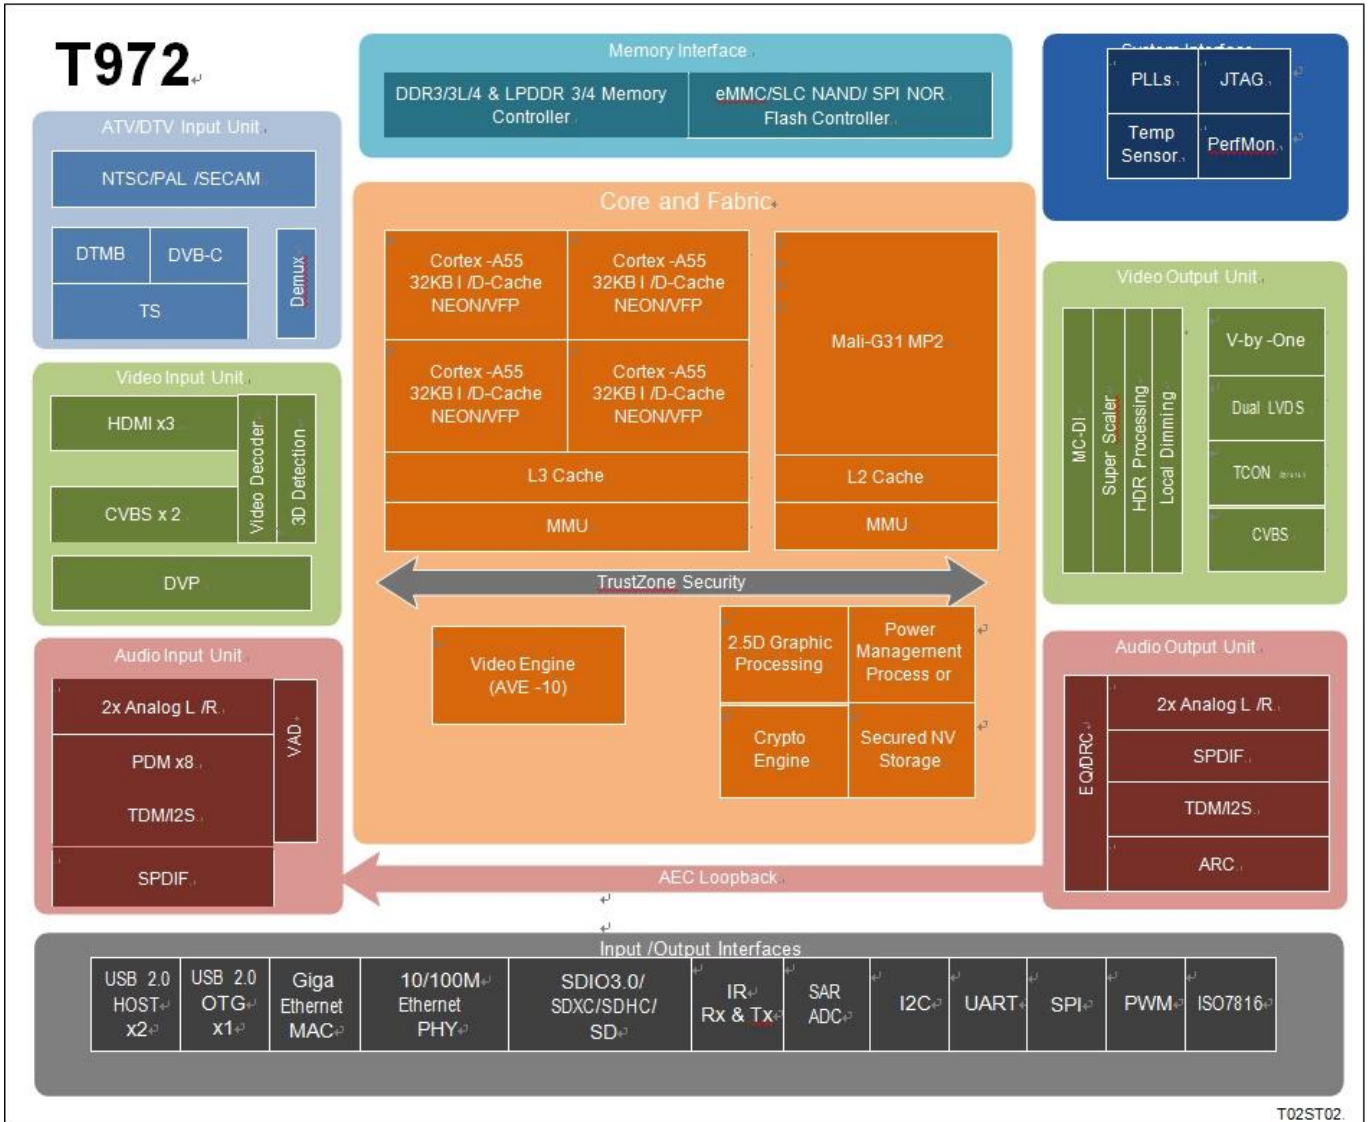 T972
Memory Interface
DDR3/3L/4 & LPDDR 3/4 Memory
Controller
eMMC/SLC NAND/ SPI NOR
Flash Controller
System Interface
PLLs
JTAG
Temp
Sensor
PerfMon
ATV/DTV Input Unit
NTSC/PAL /SECAM
DTMB
DVB-C
TS
Demux
Video Input Unit
HDMI x3
CVBS x 2
Video Decoder
3D Detection
DVP
Audio Input Unit
2x Analog L /R
PDM x8
TDM/I2S
SPDIF
VAD
Core and Fabric
Cortex -A55
32KB I /D-Cache
NEON/VFP
Cortex -A55
32KB I /D-Cache
NEON/VFP
Cortex -A55
32KB I /D-Cache
NEON/VFP
Cortex -A55
32KB I /D-Cache
NEON/VFP
L3 Cache
MMU
Mali-G31 MP2
L2 Cache
MMU
TrustZone Security
Video Engine
(AVE -10)
2.5D Graphic
Processing
Power
Management
Process or
Crypto
Engine
Secured NV
Storage
Video Output Unit
MC-DI
Super Scaler
HDR Processing
Local Dimming
V-by -One
Dual LVDS
TCON
CVBS
Audio Output Unit
EQ/DRC
2x Analog L /R
SPDIF
TDM/I2S
ARC
AEC Loopback
Input /Output Interfaces
USB 2.0
HOST
x2
USB 2.0
OTG
x1
Giga
Ethernet
MAC
10/100M
Ethernet
PHY
SDIO3.0/
SDXC/SDHC/
SD
IR
Rx & Tx
SAR
ADC
I2C
UART
SPI
PWM
ISO7816
T02ST02.